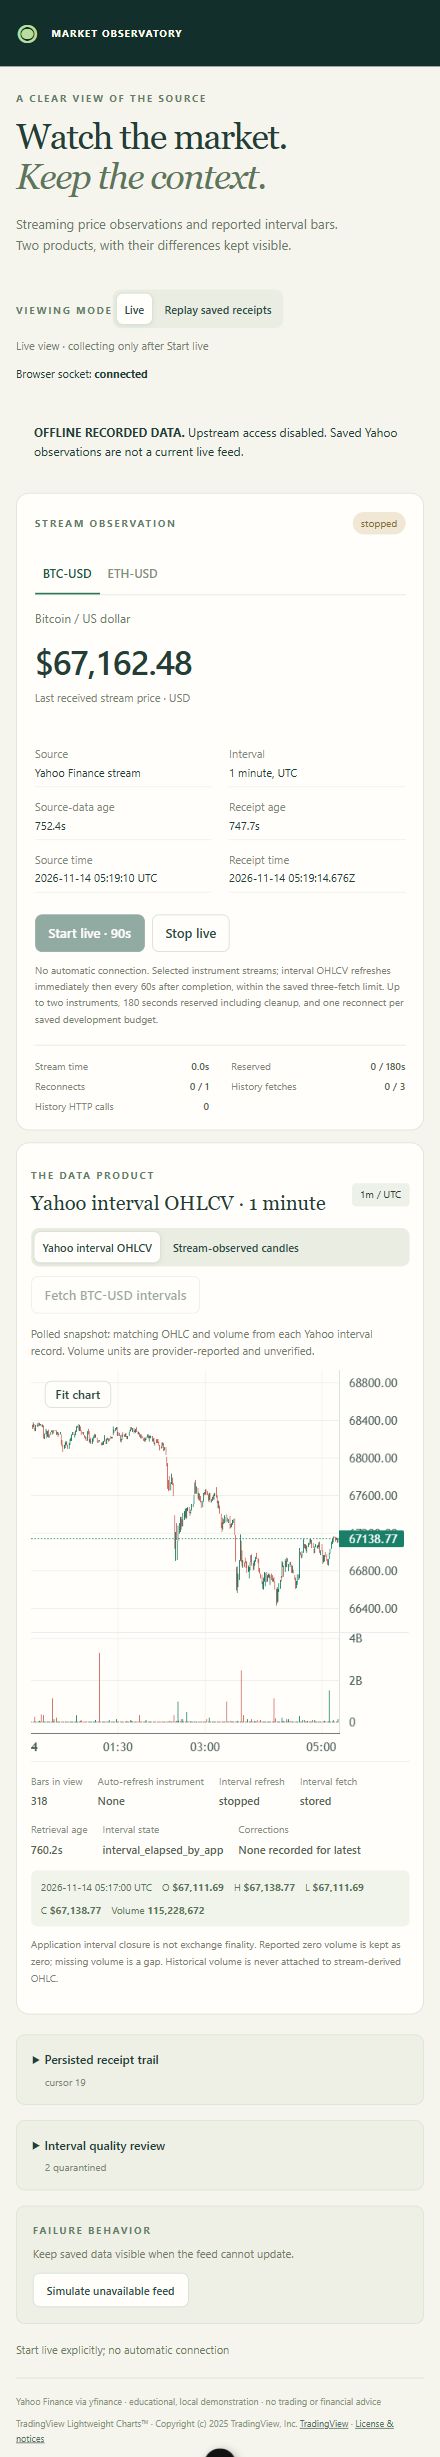 MARKET OBSERVATORY
A CLEAR VIEW OF THE SOURCE
Watch the market.
Keep the context.
Streaming price observations and reported interval bars.
Two products, with their differences kept visible.
VIEWING MODE Live Replay saved receipts
Live view · collecting only after Start live
Browser socket: connected
OFFLINE RECORDED DATA. Upstream access disabled. Saved Yahoo
observations are not a current live feed.
STREAM OBSERVATION stopped
BTC-USD ETH-USD
Bitcoin / US dollar
$67,162.48
Last received stream price · USD
Source Interval
Yahoo Finance stream 1 minute, UTC
Source-data age Receipt age
752.4s 747.7s
Source time Receipt time
2026-11-14 05:19:10 UTC 2026-11-14 05:19:14.676Z
Start live · 90s Stop live
No automatic connection. Selected instrument streams; interval OHLCV refreshes
immediately then every 60s after completion, within the saved three-fetch limit. Up
to two instruments, 180 seconds reserved including cleanup, and one reconnect per
saved development budget.
Stream time 0.0s Reserved 0 / 180s
Reconnects 0 / 1 History fetches 0 / 3
History HTTP calls 0
THE DATA PRODUCT
Yahoo interval OHLCV · 1 minute 1m / UTC
Yahoo interval OHLCV Stream-observed candles
Fetch BTC-USD intervals
Polled snapshot: matching OHLC and volume from each Yahoo interval
record. Volume units are provider-reported and unverified.
Fit chart
68800.00
68400.00
68000.00
67600.00
67138.77
66800.00
66400.00
4B
2B
0
4 01:30 03:00 05:00
Bars in view Auto-refresh instrument Interval refresh Interval fetch
318 None stopped stored
Retrieval age Interval state Corrections
760.2s interval_elapsed_by_app None recorded for latest
2026-11-14 05:17:00 UTC O $67,111.69 H $67,138.77 L $67,111.69
C $67,138.77 Volume 115,228,672
Application interval closure is not exchange finality. Reported zero volume is kept as
zero; missing volume is a gap. Historical volume is never attached to stream-derived
OHLC.
▶ Persisted receipt trail
cursor 19
▶ Interval quality review
2 quarantined
FAILURE BEHAVIOR
Keep saved data visible when the feed cannot update.
Simulate unavailable feed
Start live explicitly; no automatic connection
Yahoo Finance via yfinance · educational, local demonstration · no trading or financial advice
TradingView Lightweight Charts™ · Copyright (c) 2025 TradingView, Inc. TradingView · License &
notices